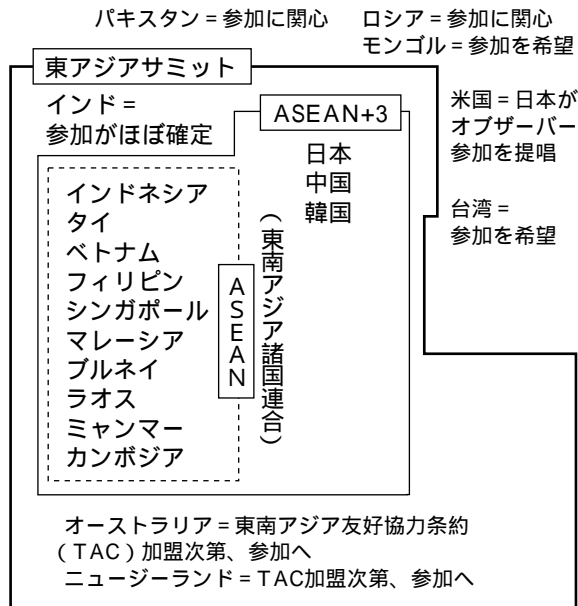 パキスタン = 参加に関心
ロシア = 参加に関心
モンゴル = 参加を希望
東アジアサミット
インド =
参加がほぼ確定
米国 = 日本が
オブザーバー
参加を提唱
台湾 =
参加を希望
ASEAN+3
日本
中国
韓国
インドネシア
タイ
ベトナム
フィリピン
シンガポール
マレーシア
ブルネイ
ラオス
ミャンマー
カンボジア
ASEAN
（東南アジア諸国連合）
オーストラリア = 東南アジア友好協力条約
（TAC）加盟次第、参加へ
ニュージーランド = TAC加盟次第、参加へ